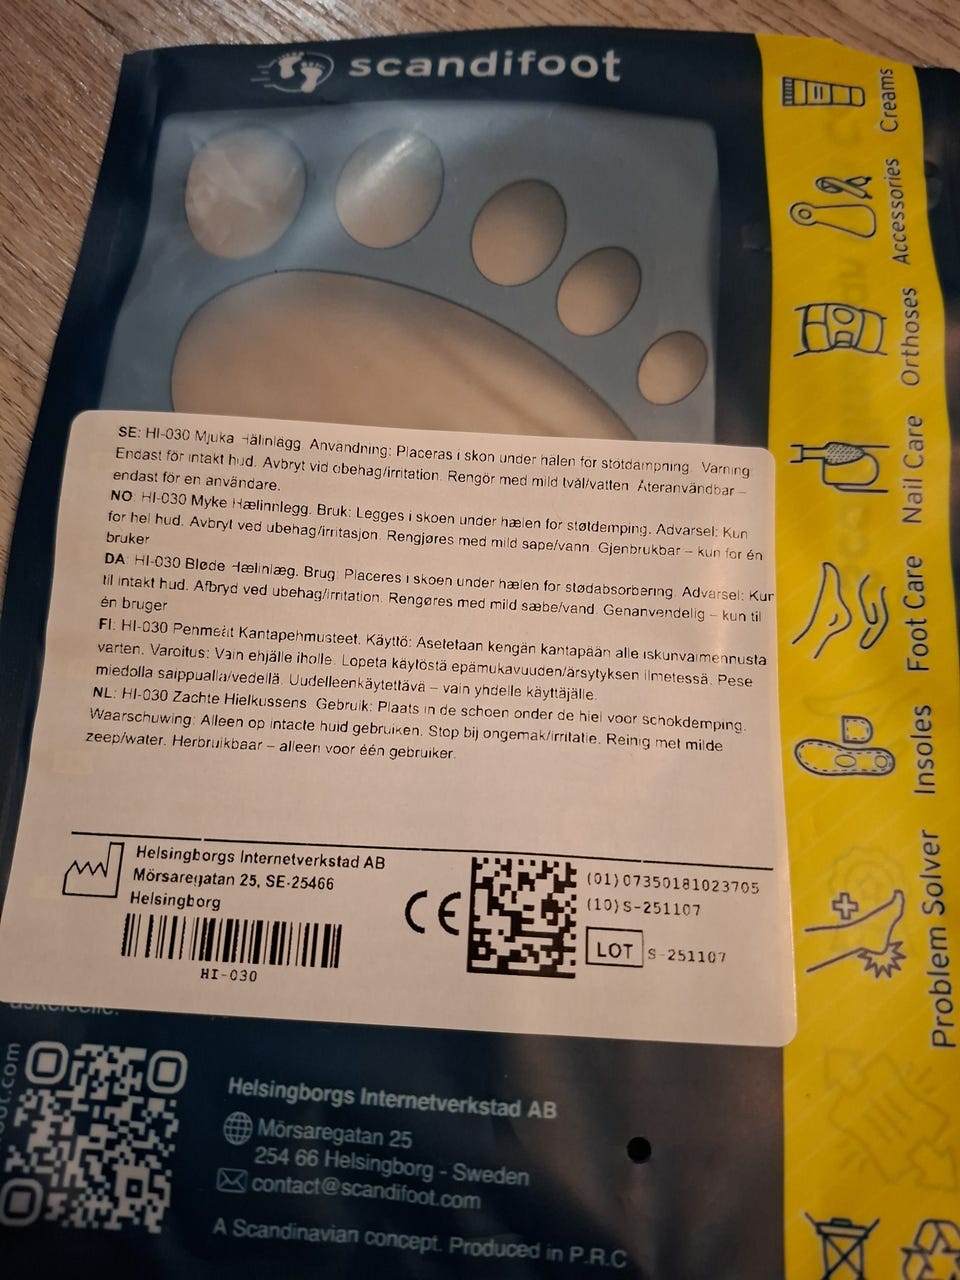 scandifoot
SE: HI-030 Mjuka Hälinlägg. Användning: Placeras i skon under hälen för stötdämpning. Varning:
Endast för intakt hud. Avbryt vid obehag/irritation. Rengör med mild tvål/vatten. Återanvändbar –
endast för en användare.
NO: HI-030 Myke Hælinnlegg. Bruk: Legges i skoen under hælen for støtdemping. Advarsel: Kun
for hel hud. Avbryt ved ubehag/irritasjon. Rengjøres med mild såpe/vann. Gjenbrukbar – kun for én
bruker
DA: HI-030 Bløde Hælinlæg. Brug: Placeres i skoen under hælen for stødabsorbering. Advarsel: Kun
til intakt hud. Afbryd ved ubehag/irritation. Rengøres med mild sæbe/vand. Genanvendelig – kun til
én bruger
FI: HI-030 Pehmeät Kantapehmusteet. Käyttö: Asetetaan kengän kantapään alle iskunvaimennusta
varten. Varoitus: Vain ehjälle iholle. Lopeta käytöstä epämukavuuden/ärsytyksen ilmetessä. Pese
miedolla saippualla/vedellä. Uudelleenkäytettävä – vain yhdelle käyttäjälle.
NL: HI-030 Zachte Hielkussens. Gebruik: Plaats in de schoen onder de hiel voor schokdemping.
Waarschuwing: Alleen op intacte huid gebruiken. Stop bij ongemak/irritatie. Reinig met milde
zeep/water. Herbruikbaar – alleen voor één gebruiker.
Helsingborgs Internetverkstad AB
Mörsaregatan 25, SE-25466
Helsingborg
HI-030
CE
(01)07350181023705
(10)S-251107
LOT S-251107
Helsingborgs Internetverkstad AB
Mörsaregatan 25
254 66 Helsingborg - Sweden
contact@scandifoot.com
A Scandinavian concept. Produced in P.R.C
Creams
Accessories
Orthoses
Nail Care
Foot Care
Insoles
Problem Solver